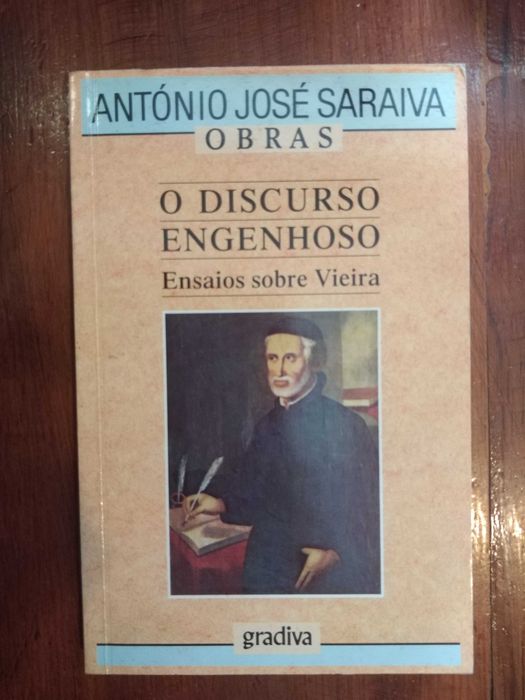 ANTÓNIO JOSÉ SARAIVA
OBRAS
O DISCURSO
ENGENHOSO
Ensaios sobre Vieira
gradiva